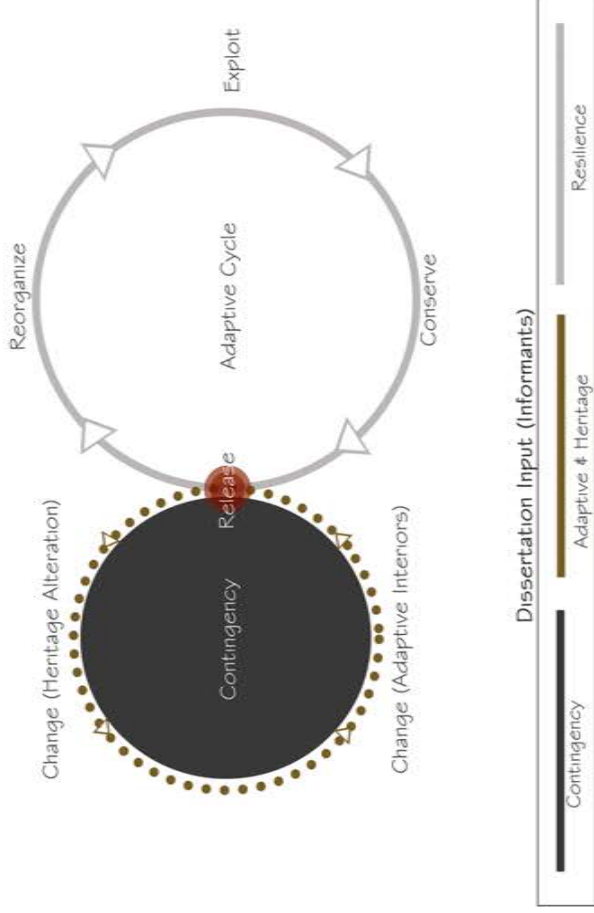 Change (Heritage Alteration)
Reorganize
Contingency
Release
Adaptive Cycle
Exploit
Change (Adaptive Interiors)
Conserve
Dissertation Input (Informants)
Contingency
Adaptive & Heritage
Resilience